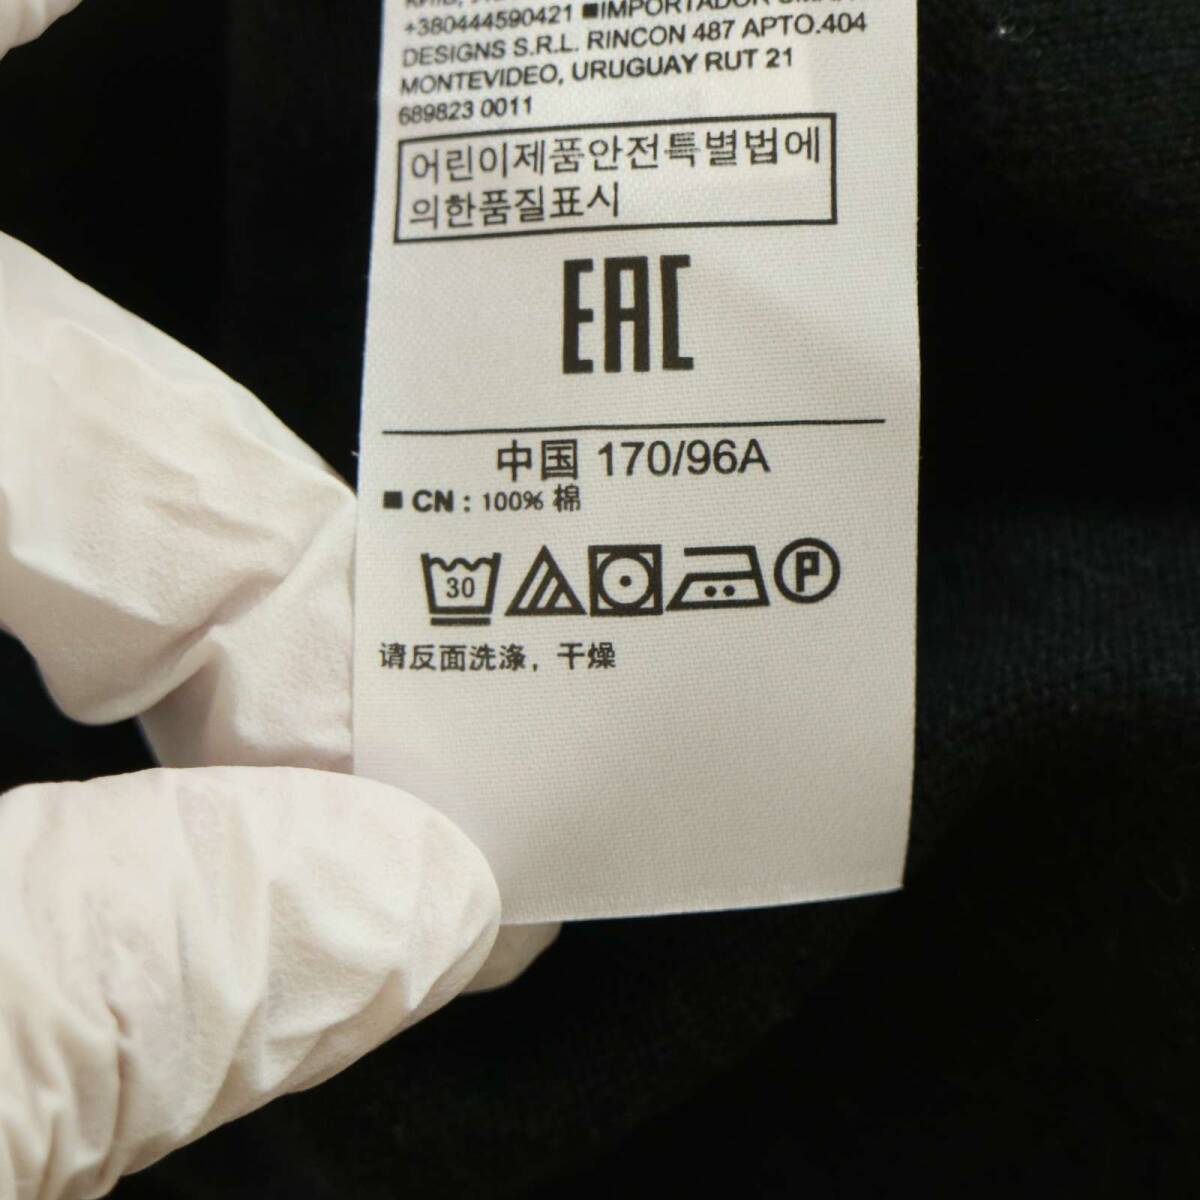 +380444590421 ■IMPORTADOR
DESIGNS S.R.L. RINCON 487 APTO.404
MONTEVIDEO, URUGUAY RUT 21
689823 0011
어린이제품안전특별법에
의한품질표시
EAC
中国 170/96A
■ CN : 100% 棉
30
P
请反面洗涤，干燥